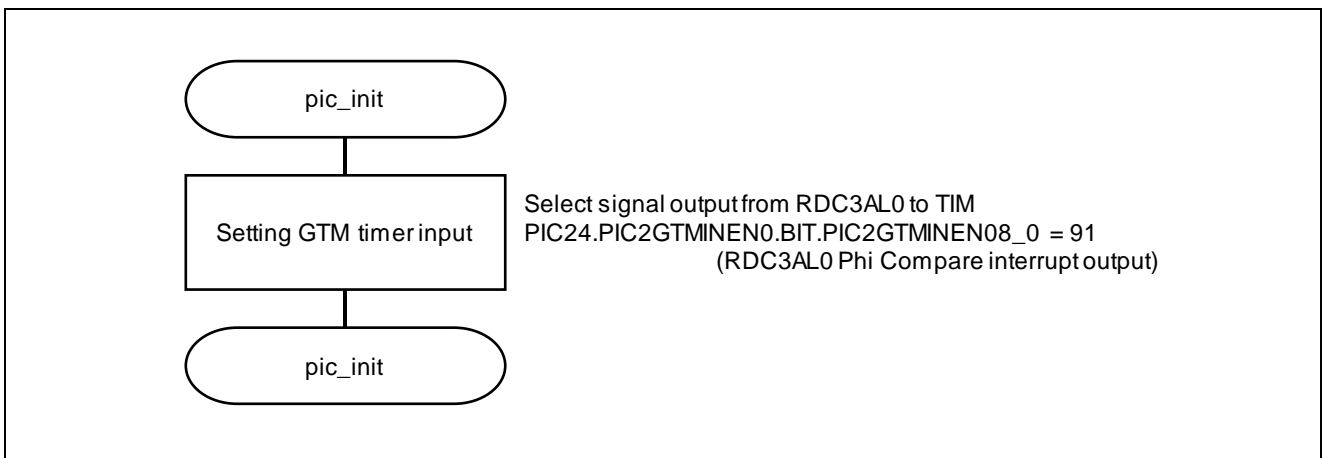 pic_init
Setting GTM timer input
Select signal output from RDC3AL0 to TIM
PIC24.PIC2GTMINEN0.BIT.PIC2GTMINEN08_0 = 91
(RDC3AL0 Phi Compare interrupt output)
pic_init